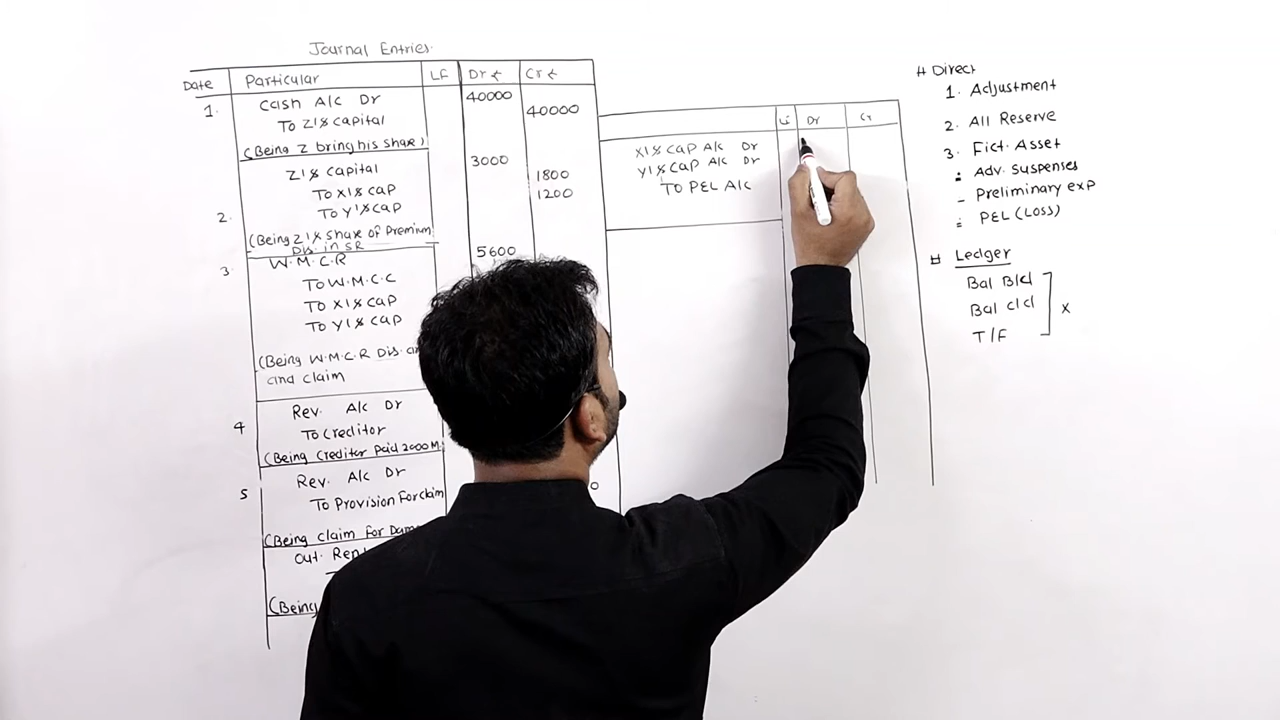 Journal Entries.
Date Particular LF Dr ₹ Cr ₹
1. Cash A/c Dr 40000
To Z's Capital 40000
(Being Z bring his share)
Z's Capital 3000
To X's Cap 1800
2. To Y's Cap 1200
(Being Z's share of Premium
Dis. in SR
3. W.M.C.R 5600
To W.M.C.C
To X's Cap
To Y's Cap
(Being W.M.C.R Dis.
and claim
4 Rev. A/c Dr
To Creditor
(Being Creditor Paid 2000 M.
5 Rev. A/c Dr
To Provision For claim
(Being claim For
Out.
(Being
LF Dr Cr
X's Cap A/c Dr
Y's Cap A/c Dr
To P&L A/c
# Direct
1. Adjustment
2. All Reserve
3. Fict. Asset
Adv. Suspenses
- Preliminary exp
P&L (Loss)
# Ledger
Bal B/d
Bal c/d
T/F
x